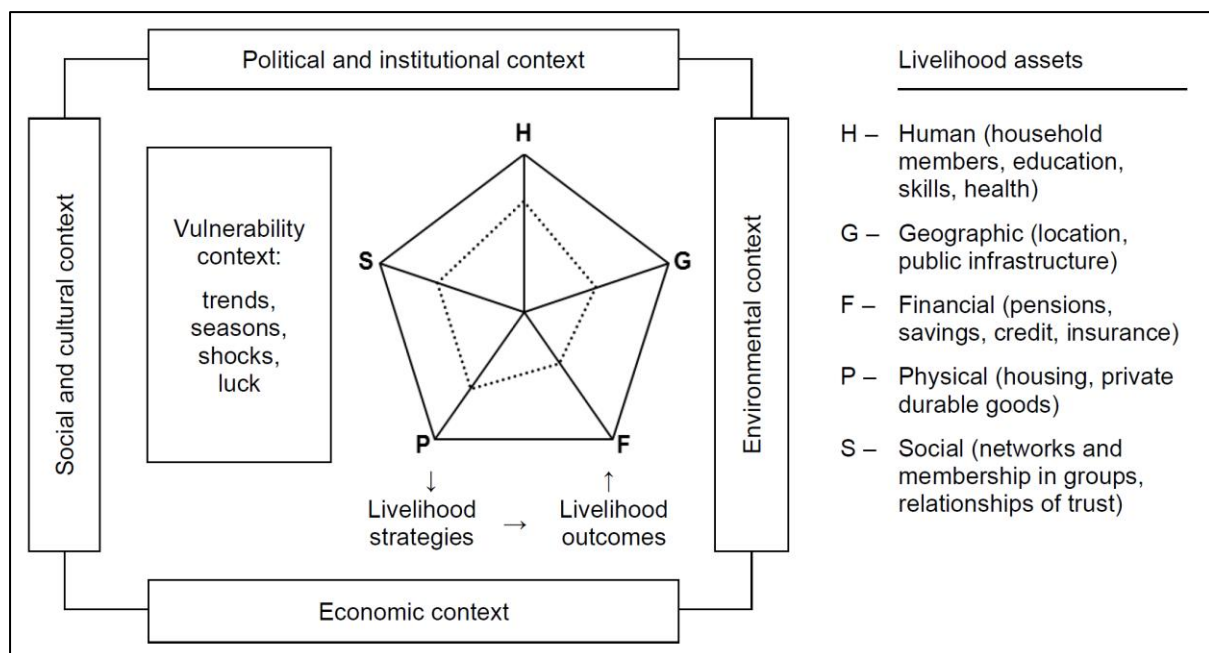 Political and institutional context
Social and cultural context
Vulnerability
context:
trends,
seasons,
shocks,
luck
H
S
G
P
F
↓
↑
Livelihood
strategies
→
Livelihood
outcomes
Environmental context
Economic context
Livelihood assets
H – Human (household
members, education,
skills, health)
G – Geographic (location,
public infrastructure)
F – Financial (pensions,
savings, credit, insurance)
P – Physical (housing, private
durable goods)
S – Social (networks and
membership in groups,
relationships of trust)